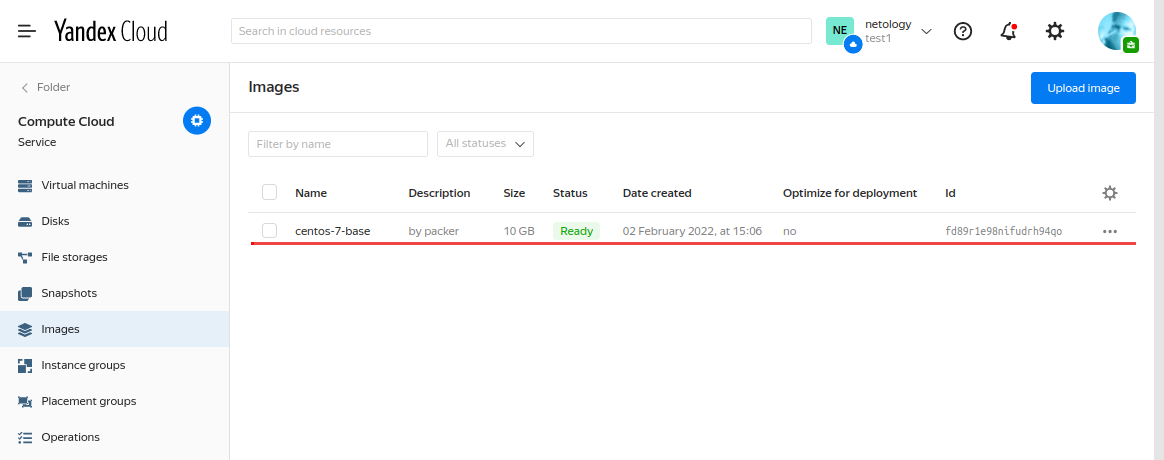 Yandex Cloud
Search in cloud resources
NE
netology
test1
Folder
Compute Cloud
Service
Virtual machines
Disks
File storages
Snapshots
Images
Instance groups
Placement groups
Operations
Images
Upload image
Filter by name
All statuses
Name Description Size Status Date created Optimize for deployment Id
centos-7-base by packer 10 GB Ready 02 February 2022, at 15:06 no fd89r1e98nifudrh94qo